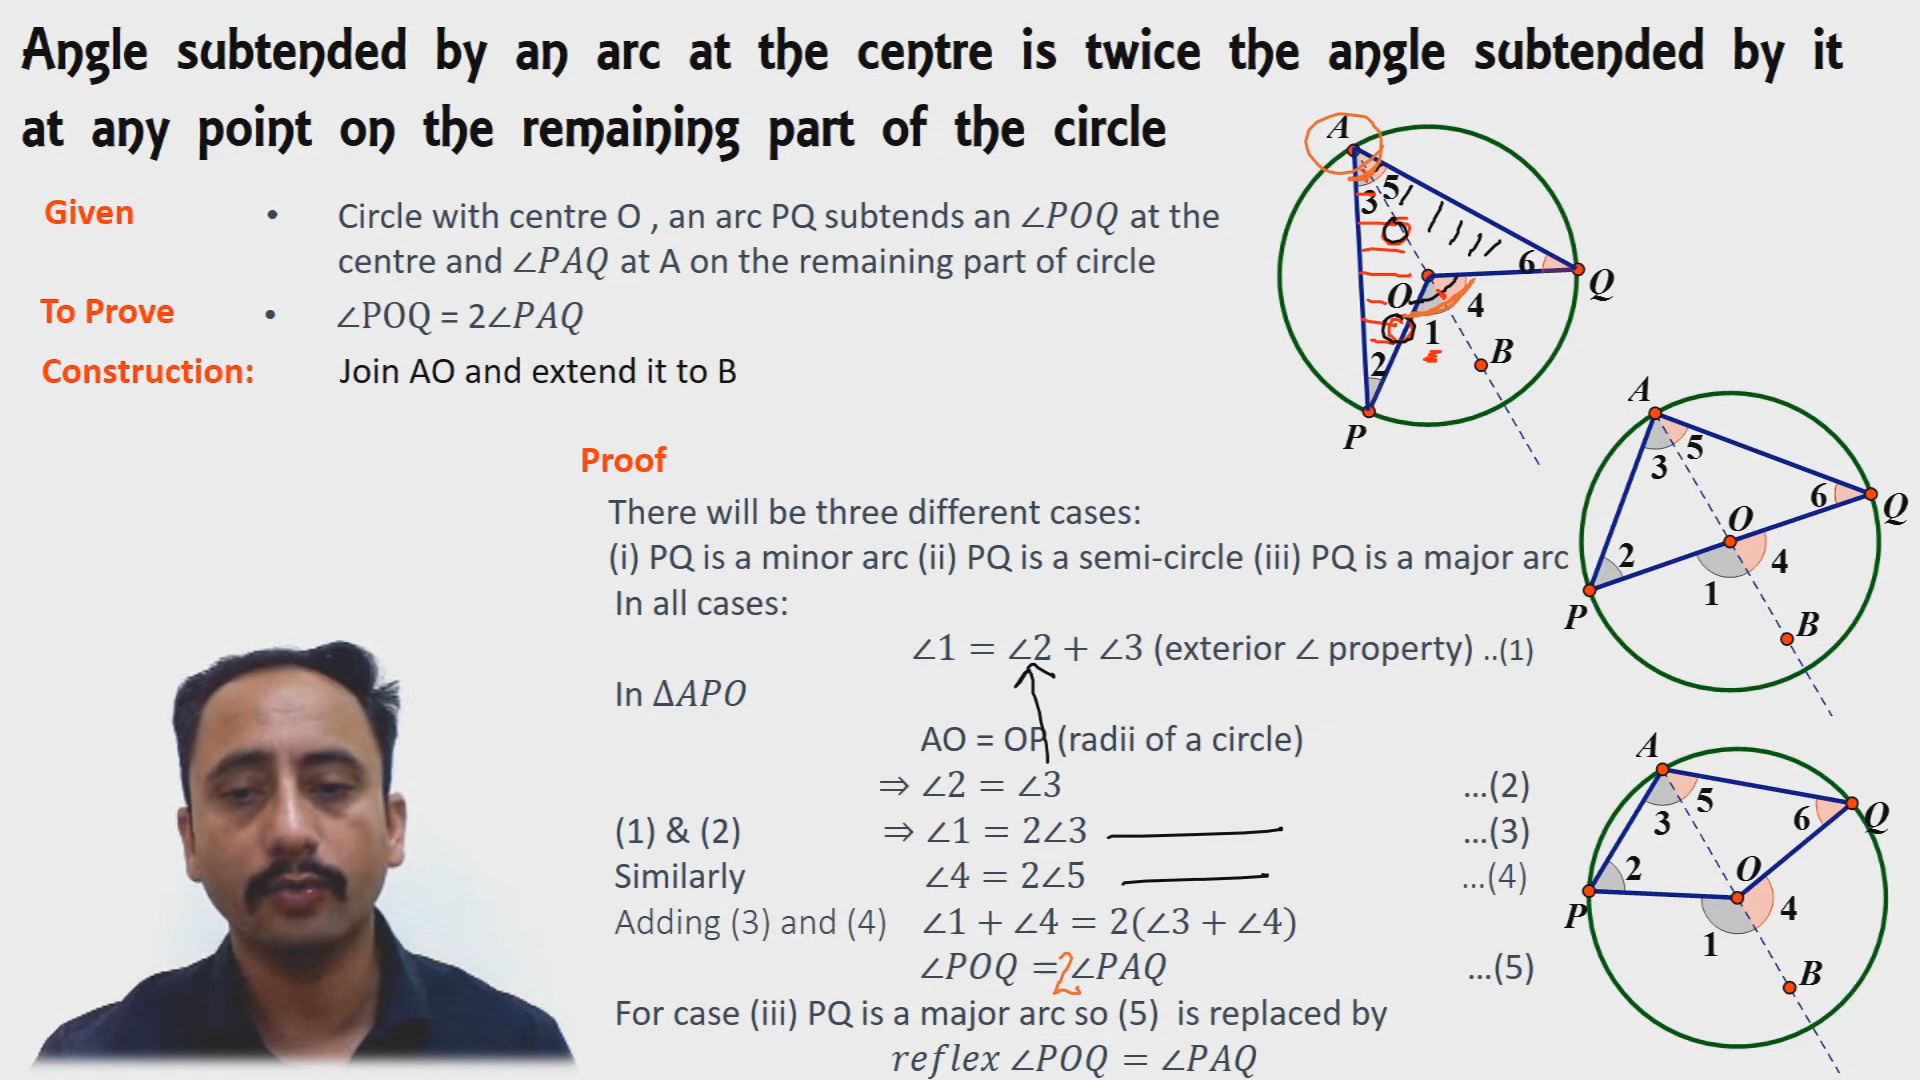 Angle subtended by an arc at the centre is twice the angle subtended by it
at any point on the remaining part of the circle
Given • Circle with centre O , an arc PQ subtends an ∠POQ at the
centre and ∠PAQ at A on the remaining part of circle
To Prove • ∠POQ = 2∠PAQ
Construction: Join AO and extend it to B
Proof
There will be three different cases:
(i) PQ is a minor arc (ii) PQ is a semi-circle (iii) PQ is a major arc
In all cases:
∠1 = ∠2 + ∠3 (exterior ∠ property) ..(1)
In ΔAPO
AO = OP (radii of a circle)
⇒ ∠2 = ∠3 ...(2)
(1) & (2) ⇒ ∠1 = 2∠3 ...(3)
Similarly ∠4 = 2∠5 ...(4)
Adding (3) and (4) ∠1 + ∠4 = 2(∠3 + ∠4)
∠POQ = 2∠PAQ ...(5)
For case (iii) PQ is a major arc so (5) is replaced by
reflex ∠POQ = ∠PAQ
A
3 5
6
Q
O
4
1
B
2
P
A
5
3
6
Q
O
2
4
1
P
B
A
5
3
6
Q
2
O
P
4
1
B